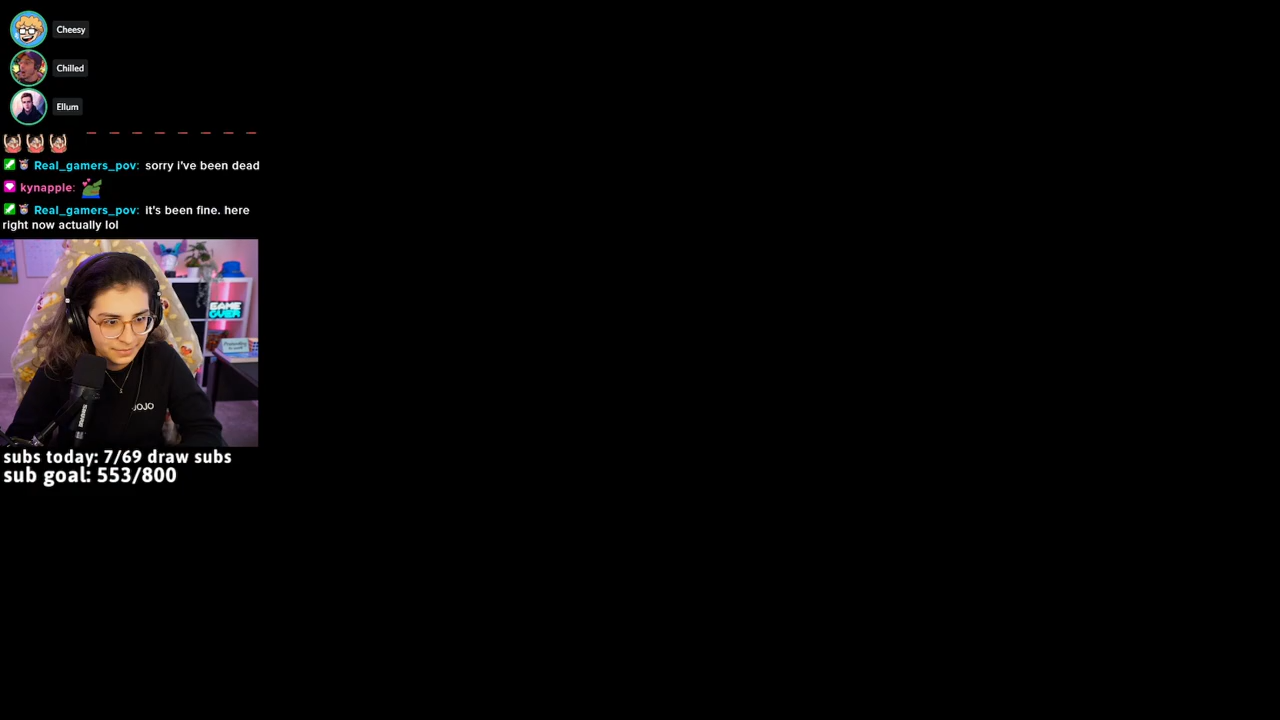 Cheesy
Chilled
Ellum
Real_gamers_pov: sorry i've been dead
kynapple:
Real_gamers_pov: it's been fine. here
right now actually lol
GAME
OVER
JOJO
SHURE
subs today: 7/69 draw subs
sub goal: 553/800